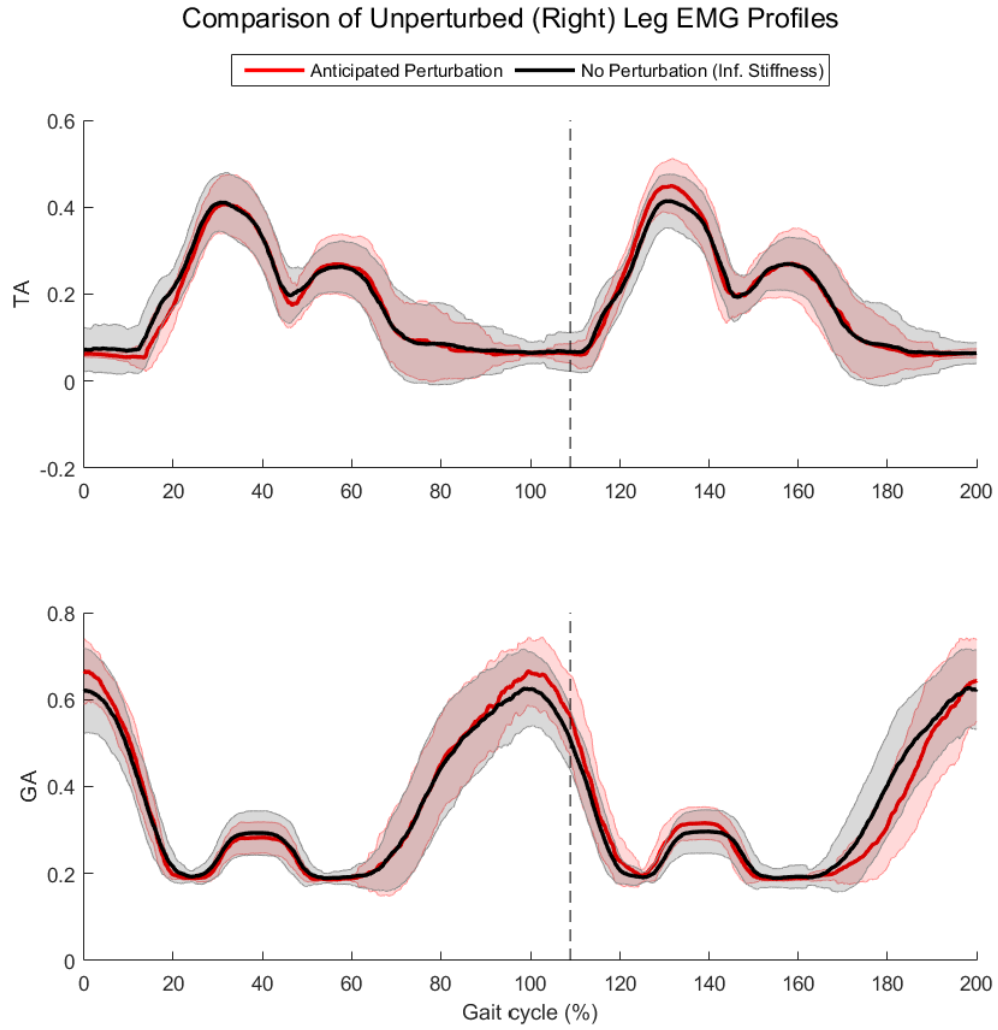 Comparison of Unperturbed (Right) Leg EMG Profiles
Anticipated Perturbation No Perturbation (Inf. Stiffness)
0.6
0.4
0.2
0
-0.2
TA
0 20 40 60 80 100 120 140 160 180 200
0.8
0.6
0.4
0.2
0
GA
0 20 40 60 80 100 120 140 160 180 200
Gait cycle (%)